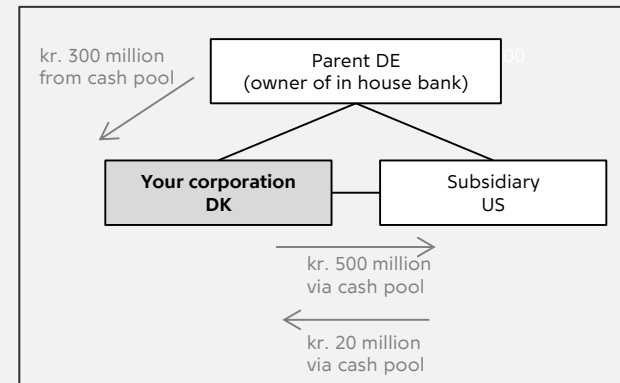 kr. 300 million
from cash pool
Parent DE
(owner of in house bank)
00
Your corporation
DK
Subsidiary
US
kr. 500 million
via cash pool
kr. 20 million
via cash pool